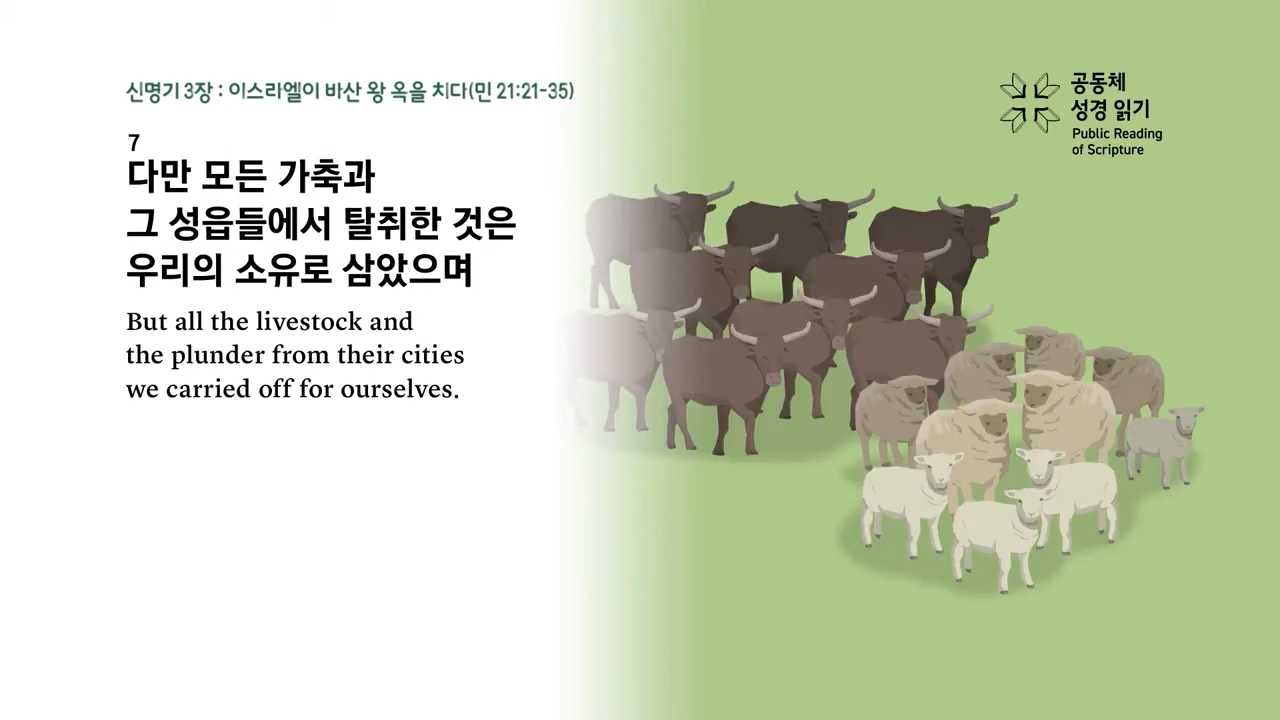 신명기 3장 : 이스라엘이 바산 왕 옥을 치다(민 21:21-35)
공동체
성경 읽기
Public Reading
of Scripture
7
다만 모든 가축과
그 성읍들에서 탈취한 것은
우리의 소유로 삼았으며
But all the livestock and
the plunder from their cities
we carried off for ourselves.